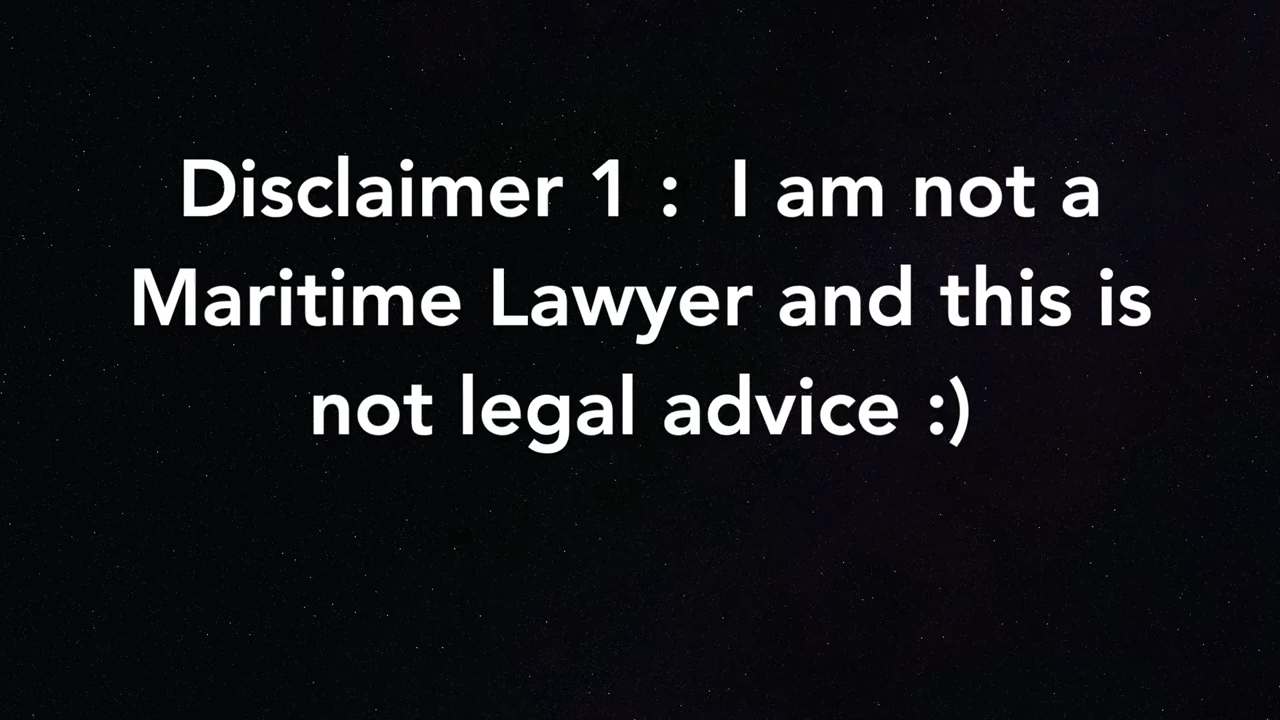 Disclaimer 1 :  I am not a
Maritime Lawyer and this is
not legal advice :)